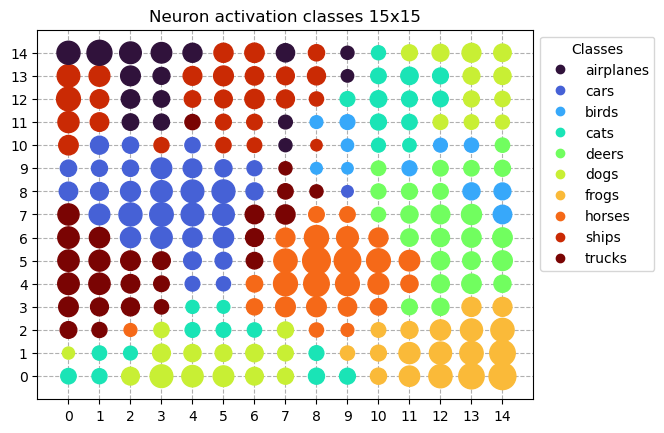 Neuron activation classes 15x15
14
13
12
11
10
9
8
7
6
5
4
3
2
1
0
0 1 2 3 4 5 6 7 8 9 10 11 12 13 14
Classes
airplanes
cars
birds
cats
deers
dogs
frogs
horses
ships
trucks